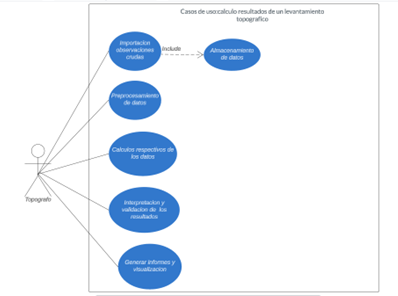 Casos de uso:calculo resultados de un levantamiento
topografico
Importacion
observaciones
crudas
Include
Almacenamiento
de datos
Preprocesamiento
de datos
Calculos respectivos de
los datos
Topografo
Interpretacion y
validacion de los
resultados
Generar informes y
visualizacion